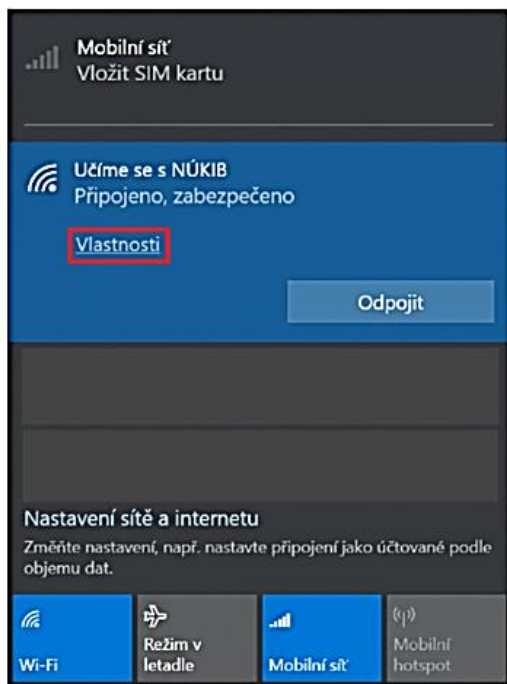 Mobilní síť
Vložit SIM kartu
Učíme se s NÚKIB
Připojeno, zabezpečeno
Vlastnosti
Odpojit
Nastavení sítě a internetu
Změňte nastavení, např. nastavte připojení jako účtované podle
objemu dat.
Wi-Fi
Režim v
letadle
Mobilní síť
Mobilní
hotspot